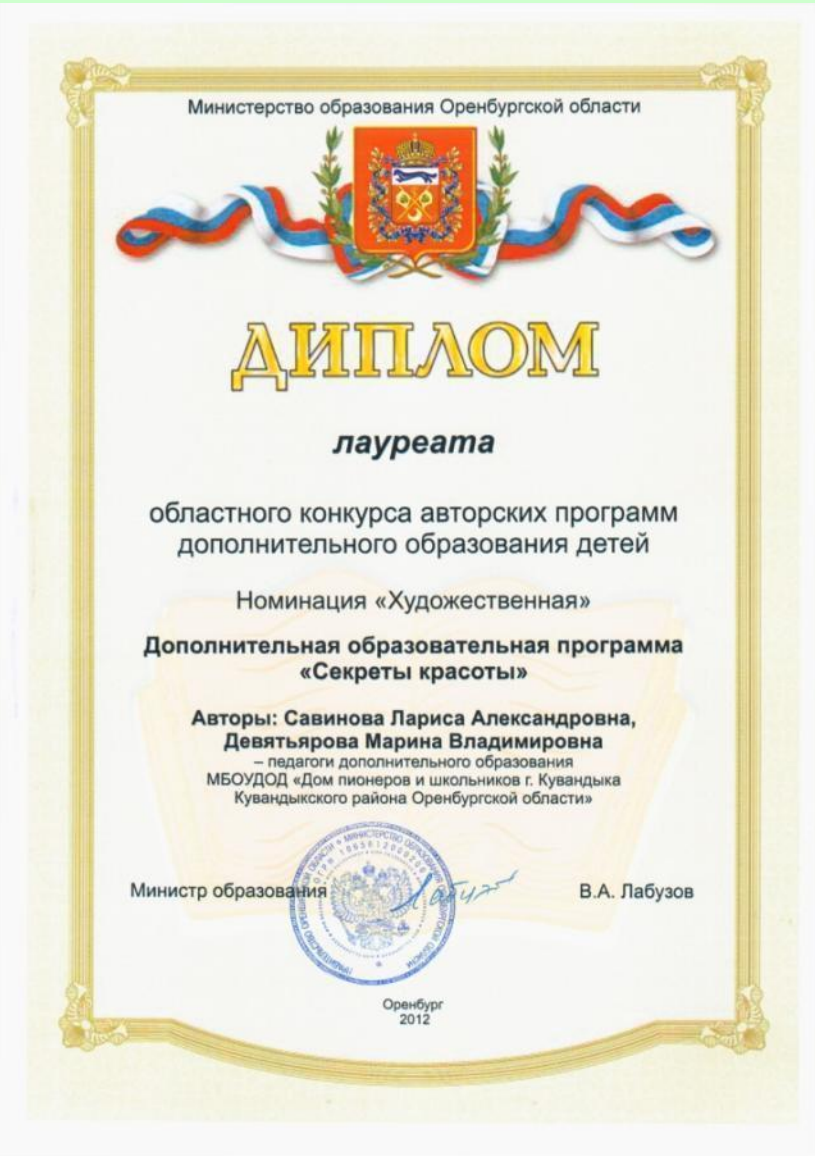 Министерство образования Оренбургской области
ДИПЛОМ
лауреата
областного конкурса авторских программ
дополнительного образования детей
Номинация «Художественная»
Дополнительная образовательная программа
«Секреты красоты»
Авторы: Савинова Лариса Александровна,
Девятьярова Марина Владимировна
– педагоги дополнительного образования
МБОУДОД «Дом пионеров и школьников г. Кувандыка
Кувандыкского района Оренбургской области»
Министр образования
В.А. Лабузов
Оренбург
2012